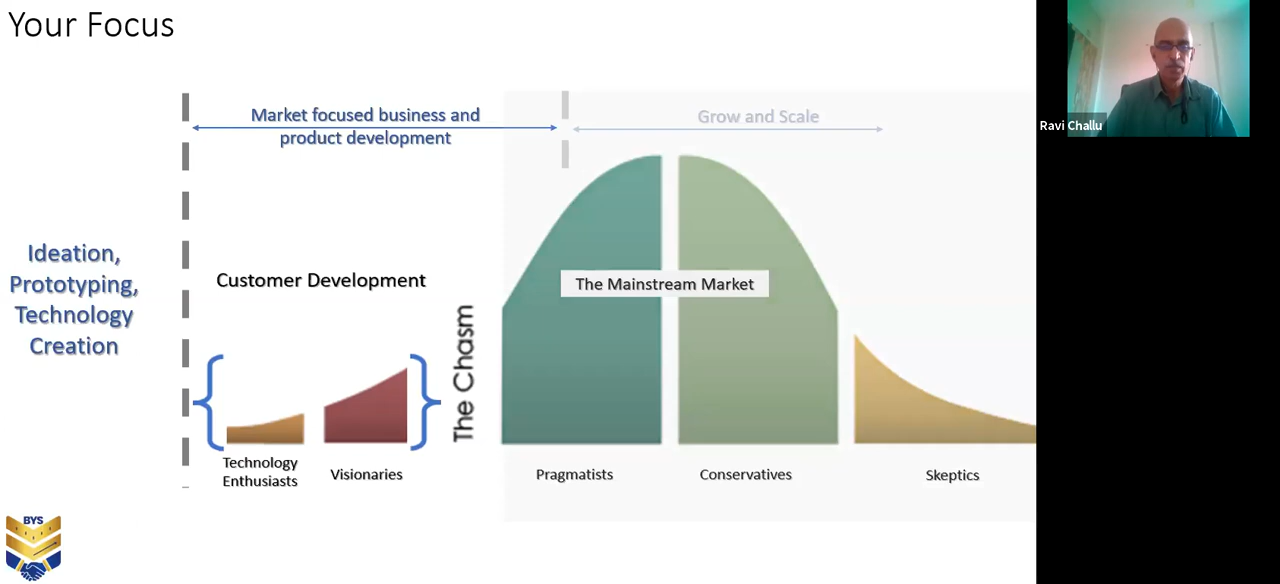 Your Focus
Market focused business and
product development
Grow and Scale
Ravi Challu
Ideation,
Prototyping,
Technology
Creation
Customer Development
The Chasm
The Mainstream Market
Technology
Enthusiasts
Visionaries
Pragmatists
Conservatives
Skeptics
BYS